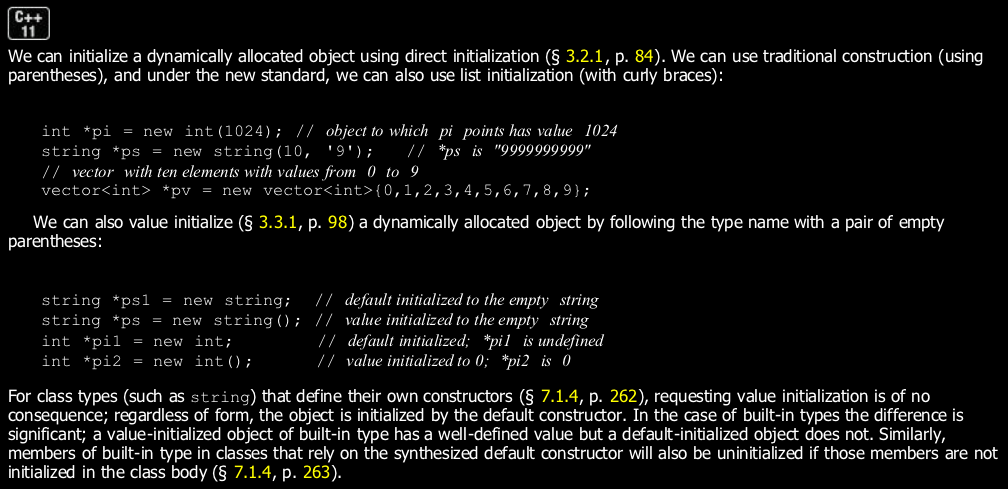 C++
11
We can initialize a dynamically allocated object using direct initialization (§ 3.2.1, p. 84). We can use traditional construction (using
parentheses), and under the new standard, we can also use list initialization (with curly braces):
int *pi = new int(1024); // object to which pi points has value 1024
string *ps = new string(10, '9'); // *ps is "9999999999"
// vector with ten elements with values from 0 to 9
vector<int> *pv = new vector<int>{0,1,2,3,4,5,6,7,8,9};
We can also value initialize (§ 3.3.1, p. 98) a dynamically allocated object by following the type name with a pair of empty
parentheses:
string *ps1 = new string; // default initialized to the empty string
string *ps = new string(); // value initialized to the empty string
int *pi1 = new int; // default initialized; *pi1 is undefined
int *pi2 = new int(); // value initialized to 0; *pi2 is 0
For class types (such as string) that define their own constructors (§ 7.1.4, p. 262), requesting value initialization is of no
consequence; regardless of form, the object is initialized by the default constructor. In the case of built-in types the difference is
significant; a value-initialized object of built-in type has a well-defined value but a default-initialized object does not. Similarly,
members of built-in type in classes that rely on the synthesized default constructor will also be uninitialized if those members are not
initialized in the class body (§ 7.1.4, p. 263).